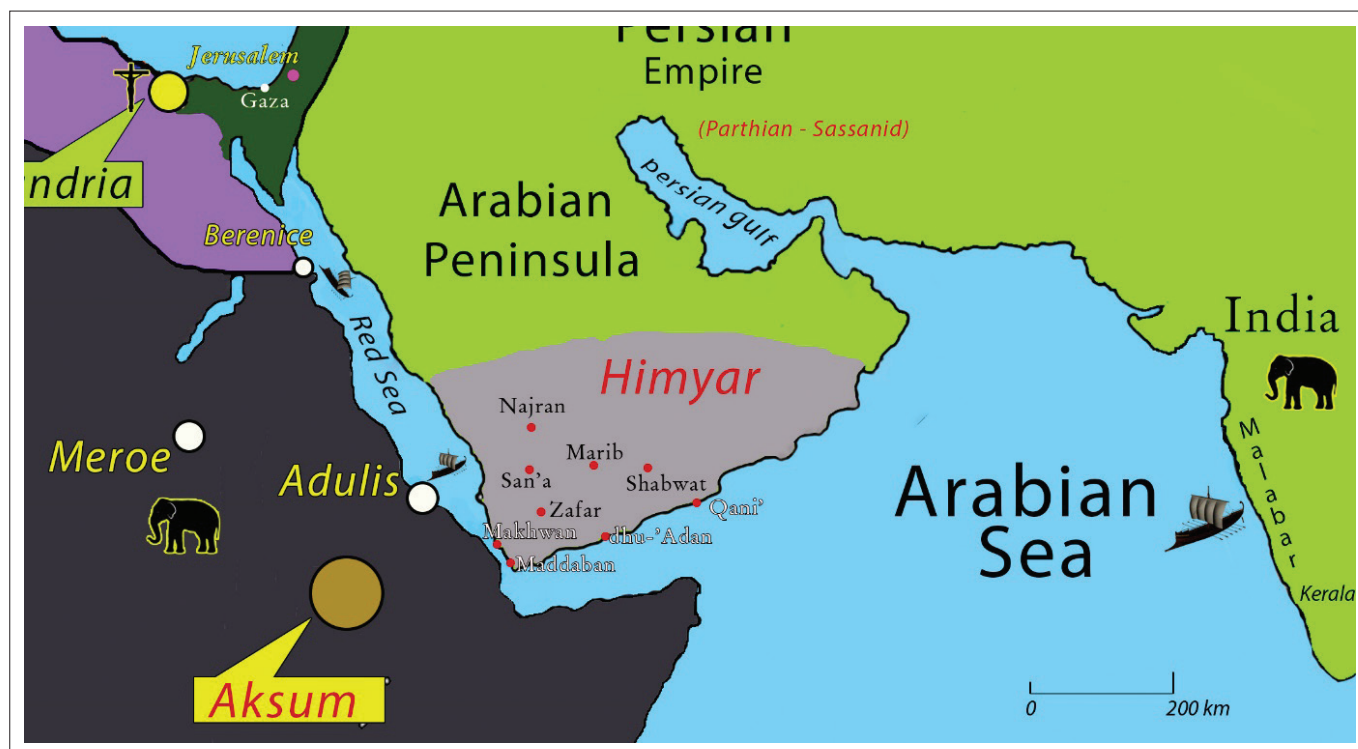 Persian
Empire
(Parthian - Sassanid)
Jerusalem
Gaza
ndria
persian gulf
Arabian
Peninsula
Berenice
Red Sea
India
Himyar
Najran
Marib
San'a
Shabwat
Meroe
Adulis
Zafar
Qani'
Makhwan
dhu-'Adan
Maddaban
Arabian
Sea
Malabar
Kerala
Aksum
0 200 km